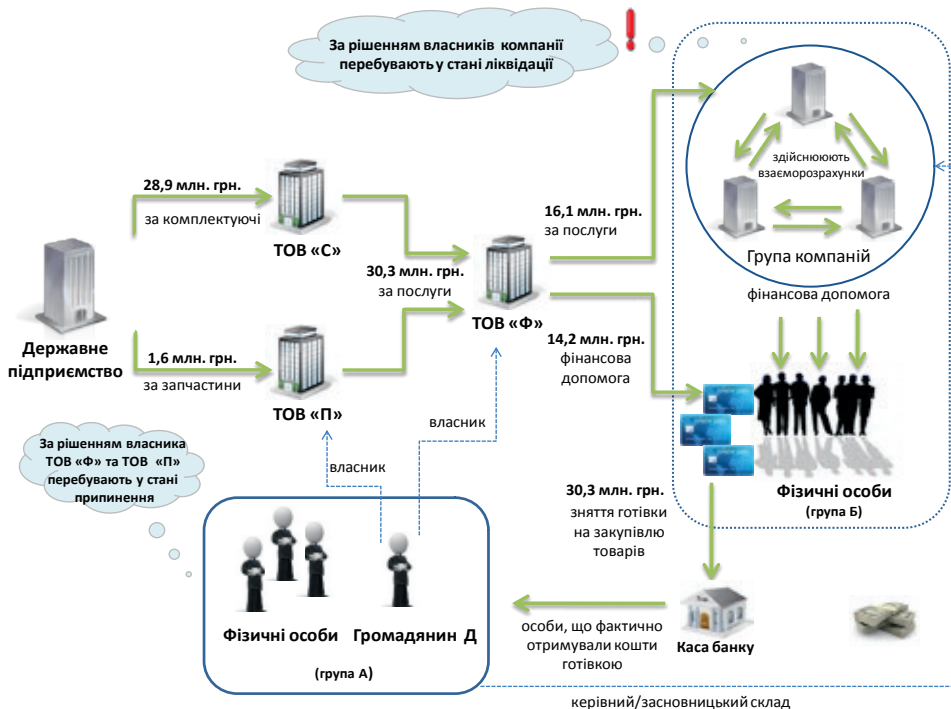 За рішенням власників компанії
перебувають у стані ліквідації
здійснюють
взаєморозрахунки
Група компаній
28,9 млн. грн.
за комплектуючі
ТОВ «С»
16,1 млн. грн.
за послуги
30,3 млн. грн.
за послуги
ТОВ «Ф»
фінансова допомога
Державне
підприємство
1,6 млн. грн.
за запчастини
ТОВ «П»
14,2 млн. грн.
фінансова
допомога
власник
власник
За рішенням власника
ТОВ «Ф» та ТОВ «П»
перебувають у стані
припинення
Фізичні особи
(група Б)
30,3 млн. грн.
зняття готівки
на закупівлю
товарів
Фізичні особи
Громадянин Д
(група А)
особи, що фактично
отримували кошти
готівкою
Каса банку
керівний/засновницький склад